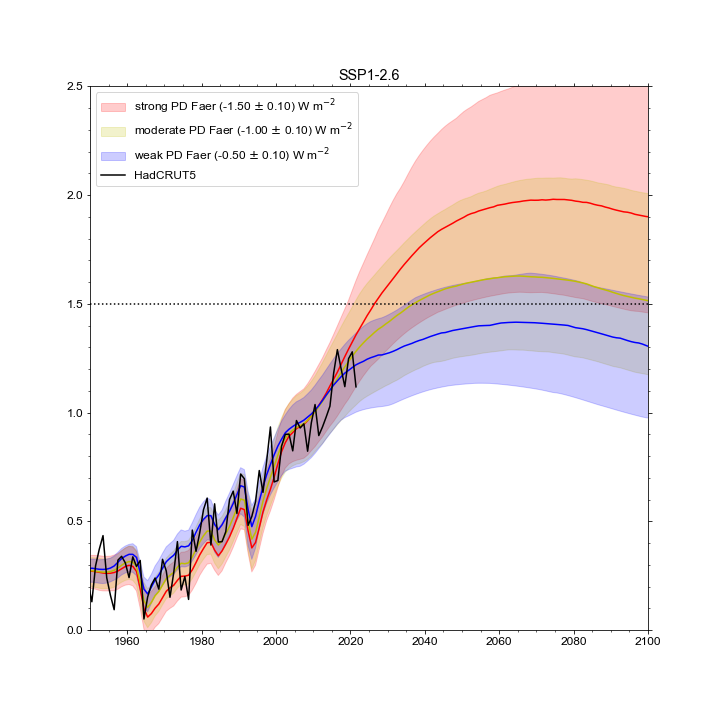 SSP1-2.6
2.5
2.0
1.5
1.0
0.5
0.0
strong PD Faer (-1.50 ± 0.10) W m⁻²
moderate PD Faer (-1.00 ± 0.10) W m⁻²
weak PD Faer (-0.50 ± 0.10) W m⁻²
HadCRUT5
1960 1980 2000 2020 2040 2060 2080 2100